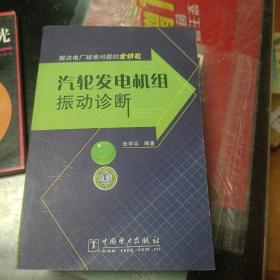 解决电厂疑难问题的金钥匙
汽轮发电机组
振动诊断
张学延 编著
中国电力出版社
光